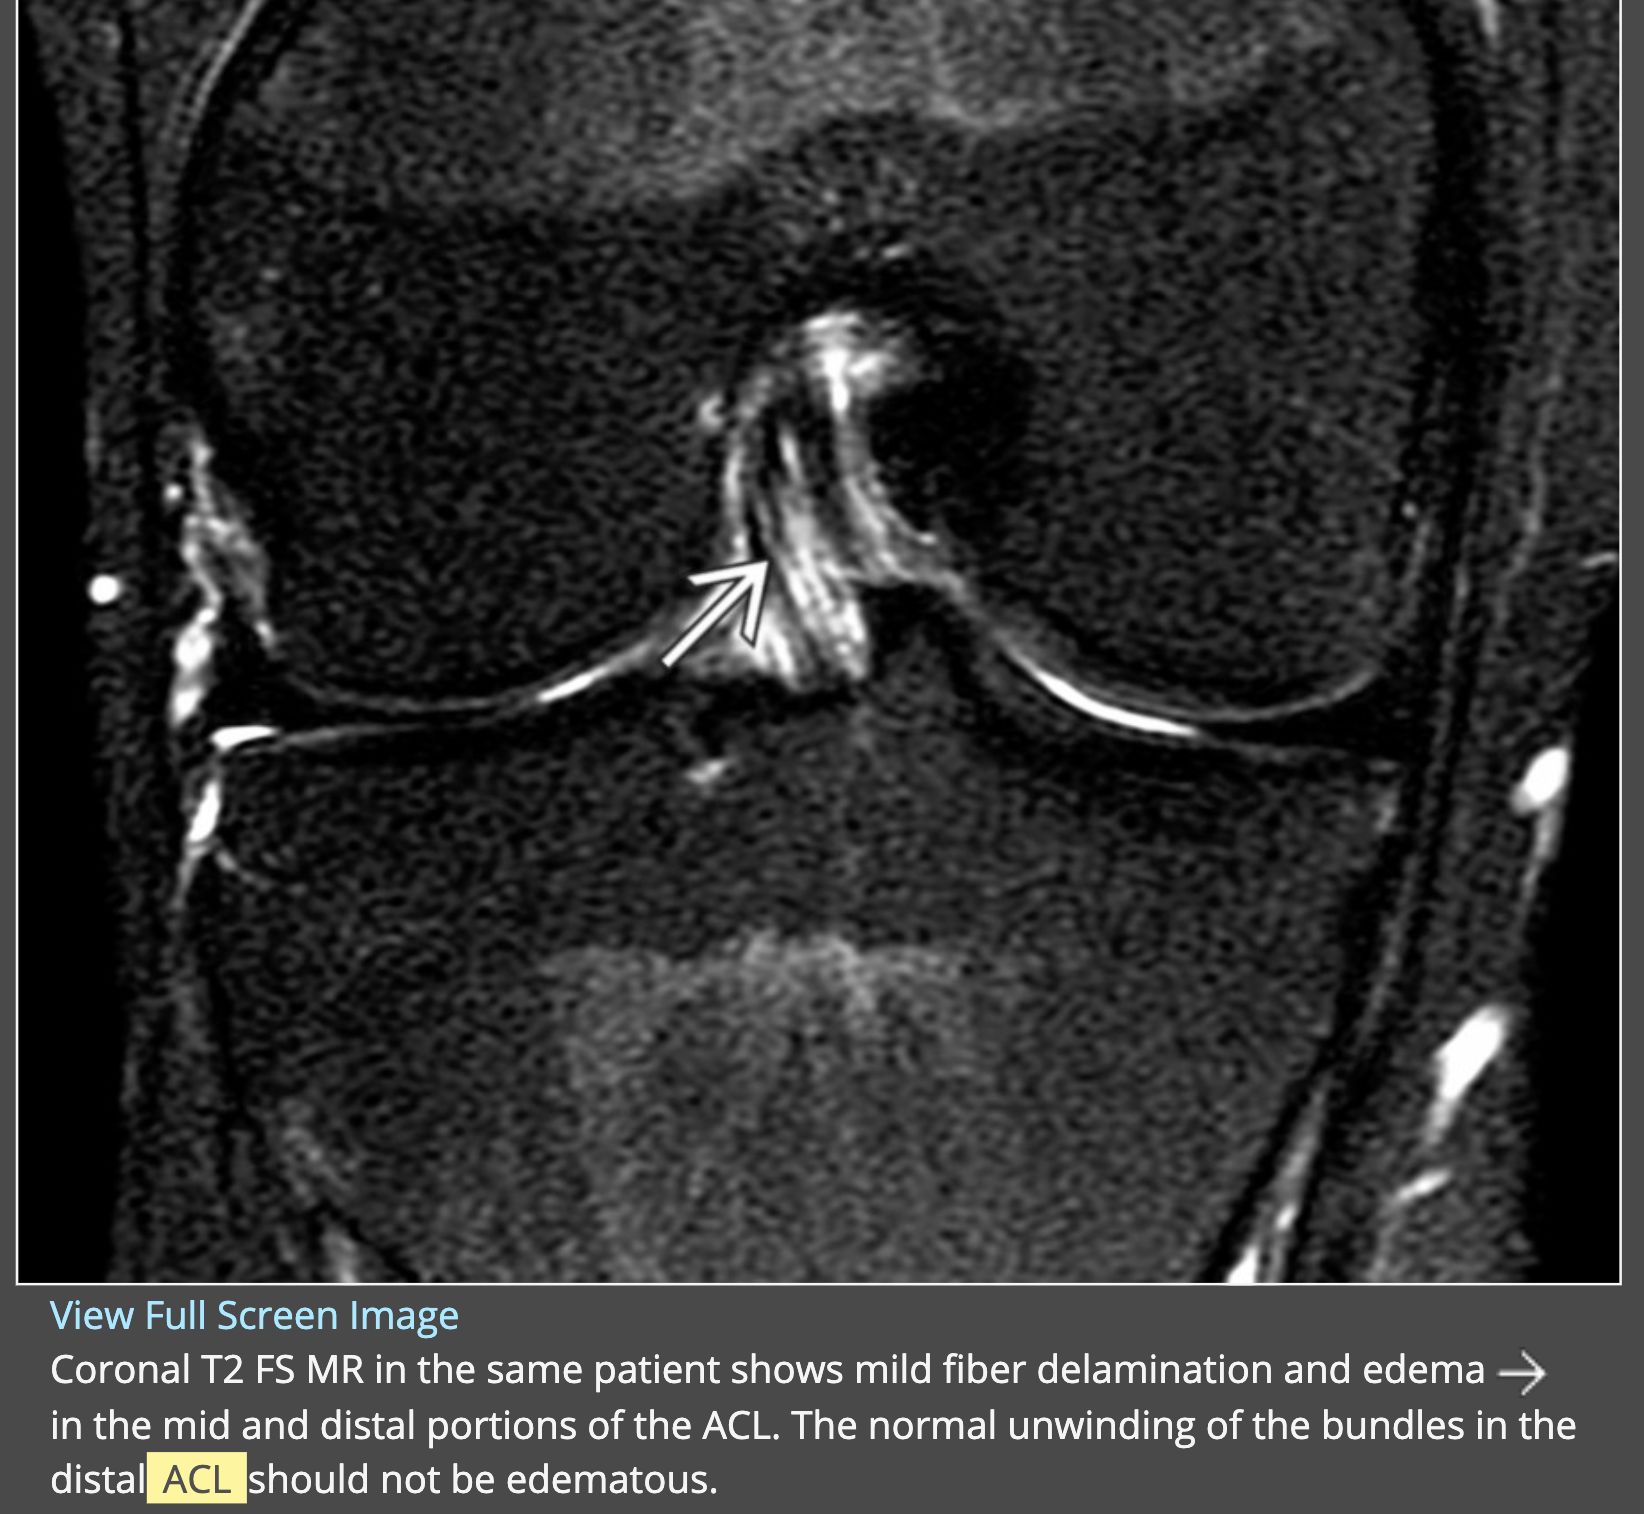 View Full Screen Image
Coronal T2 FS MR in the same patient shows mild fiber delamination and edema →
in the mid and distal portions of the ACL. The normal unwinding of the bundles in the
distal ACL should not be edematous.